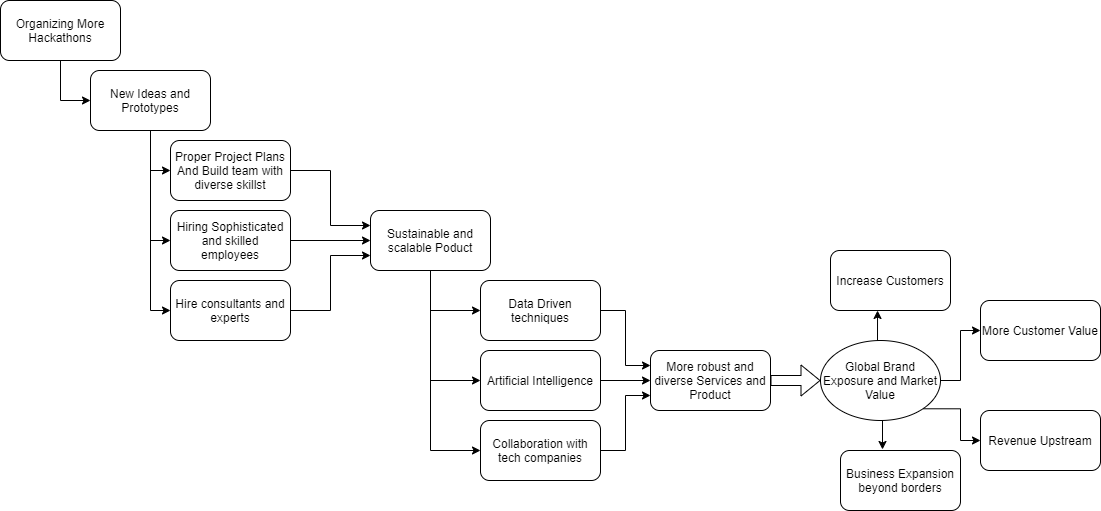 Organizing More
Hackathons
New Ideas and
Prototypes
Proper Project Plans
And Build team with
diverse skillst
Hiring Sophisticated
and skilled
employees
Hire consultants and
experts
Sustainable and
scalable Poduct
Data Driven
techniques
Artificial Intelligence
Collaboration with
tech companies
More robust and
diverse Services and
Product
Global Brand
Exposure and Market
Value
Increase Customers
More Customer Value
Revenue Upstream
Business Expansion
beyond borders